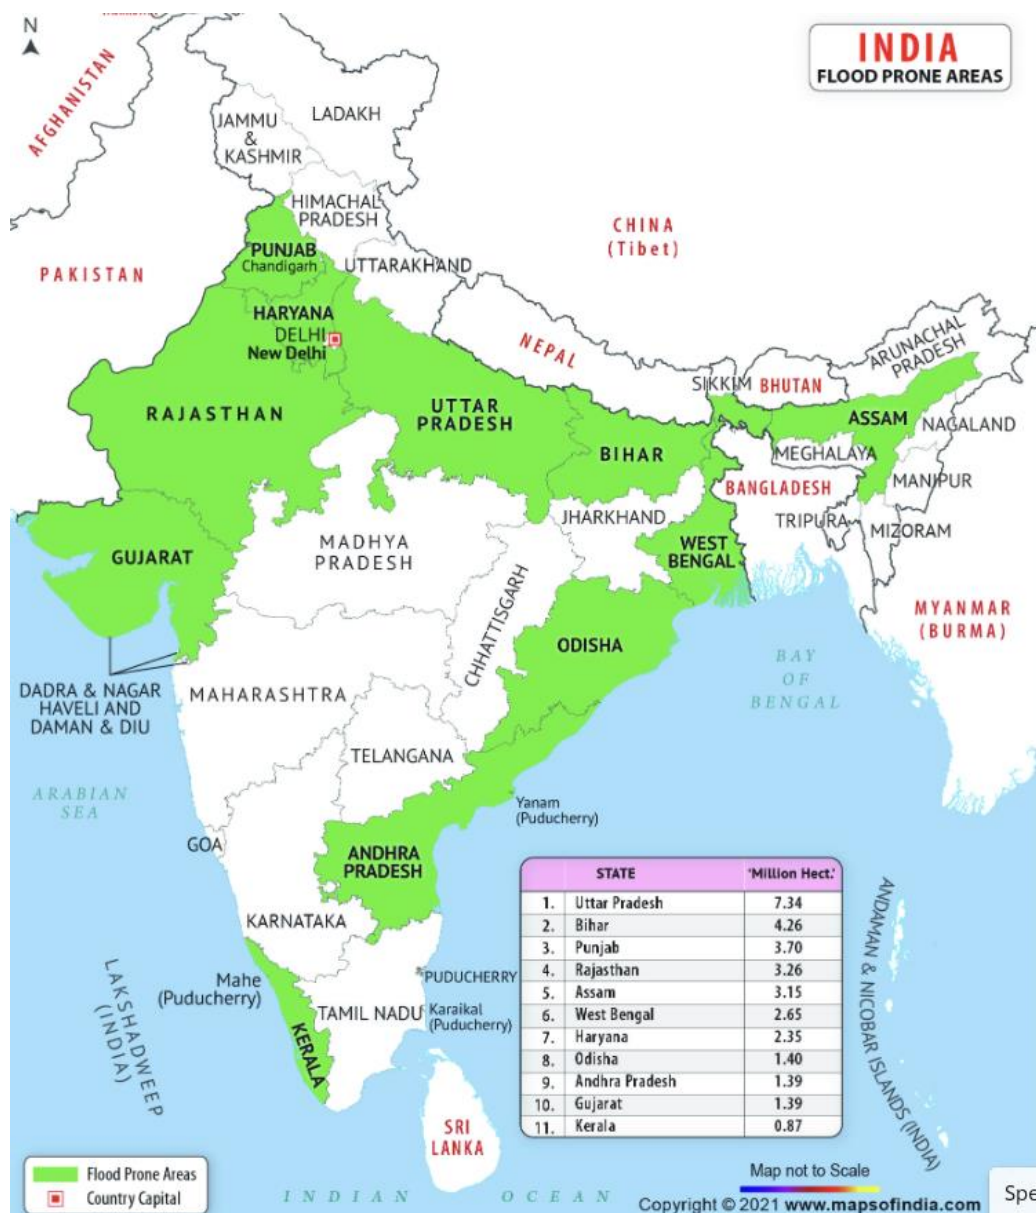 N
INDIA
FLOOD PRONE AREAS
AFGHANISTAN
LADAKH
JAMMU
&
KASHMIR
HIMACHAL
PRADESH
CHINA
(Tibet)
PUNJAB
Chandigarh
UTTARAKHAND
PAKISTAN
HARYANA
DELHI
New Delhi
NEPAL
ARUNACHAL
PRADESH
SIKKIM
BHUTAN
RAJASTHAN
UTTAR
PRADESH
ASSAM
NAGALAND
BIHAR
MEGHALAYA
MANIPUR
BANGLADESH
JHARKHAND
TRIPURA
MIZORAM
GUJARAT
MADHYA
PRADESH
WEST
BENGAL
MYANMAR
(BURMA)
CHHATTISGARH
ODISHA
BAY
OF
BENGAL
DADRA & NAGAR
HAVELI AND
DAMAN & DIU
MAHARASHTRA
TELANGANA
ARABIAN
SEA
Yanam
(Puducherry)
GOA
ANDHRA
PRADESH
KARNATAKA
STATE 'Million Hect.'
1. Uttar Pradesh 7.34
2. Bihar 4.26
3. Punjab 3.70
4. Rajasthan 3.26
5. Assam 3.15
6. West Bengal 2.65
7. Haryana 2.35
8. Odisha 1.40
9. Andhra Pradesh 1.39
10. Gujarat 1.39
11. Kerala 0.87
ANDAMAN & NICOBAR ISLANDS (INDIA)
LAKSHADWEEP
(INDIA)
Mahe
(Puducherry)
PUDUCHERRY
TAMIL NADU
Karaikal
(Puducherry)
KERALA
SRI
LANKA
Flood Prone Areas
Country Capital
INDIAN OCEAN
Map not to Scale
Copyright © 2021 www.mapsofindia.com
Spe